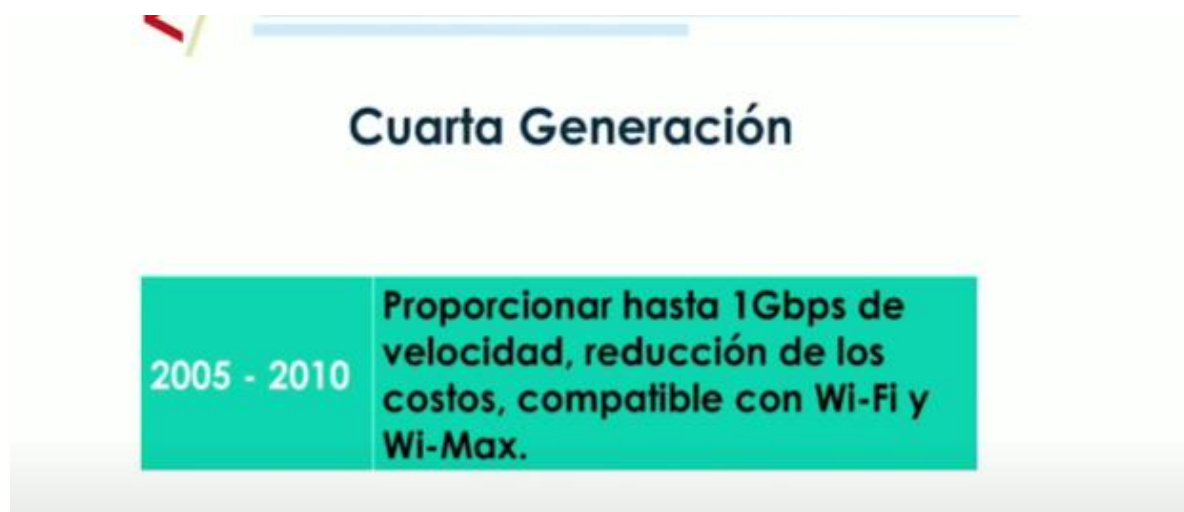 Cuarta Generación
2005 - 2010
Proporcionar hasta 1Gbps de
velocidad, reducción de los
costos, compatible con Wi-Fi y
Wi-Max.